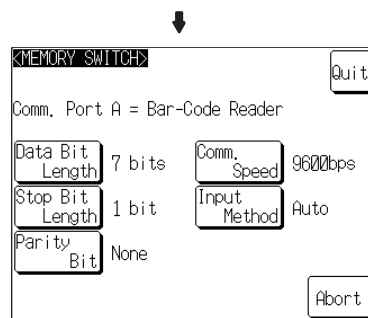 <MEMORY SWITCH>
Quit
Comm. Port A = Bar-Code Reader
Data Bit Length 7 bits Comm. Speed 9600bps
Stop Bit Length 1 bit Input Method Auto
Parity Bit None
Abort